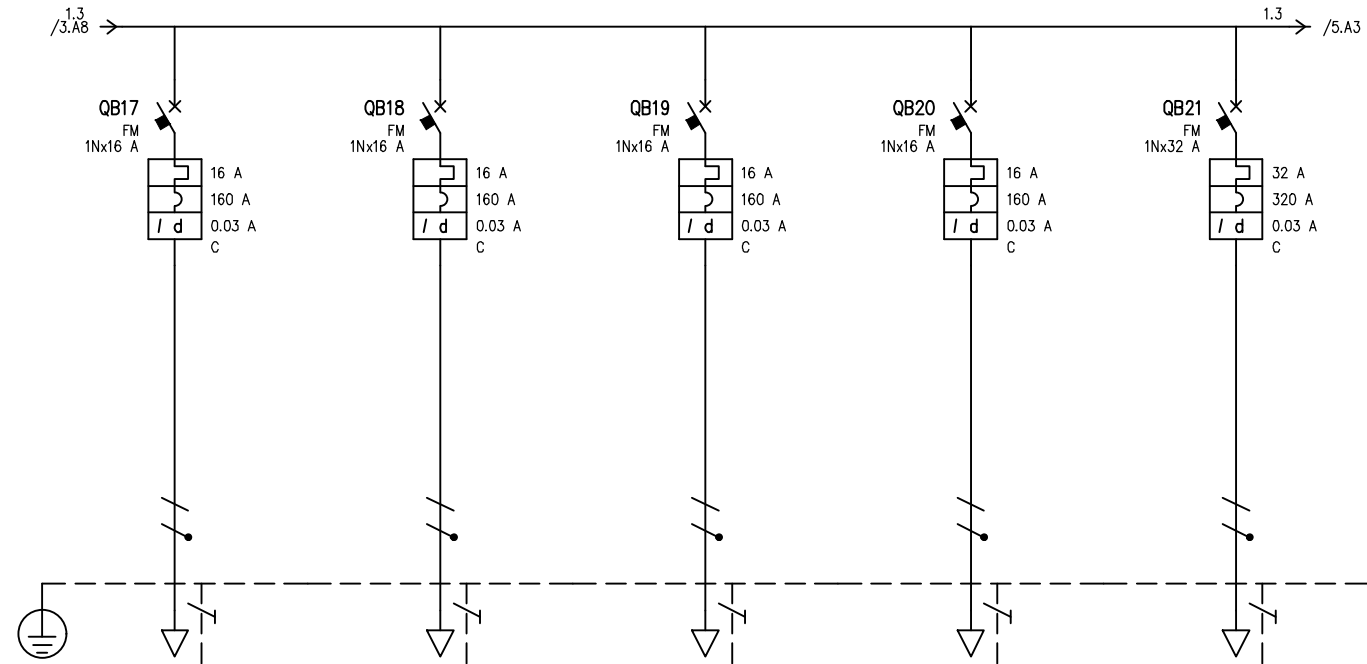 1.3
/3.A8
1.3
/5.A3
QB17
FM
1Nx16 A
16 A
160 A
I d
0.03 A
C
QB18
FM
1Nx16 A
16 A
160 A
I d
0.03 A
C
QB19
FM
1Nx16 A
16 A
160 A
I d
0.03 A
C
QB20
FM
1Nx16 A
16 A
160 A
I d
0.03 A
C
QB21
FM
1Nx32 A
32 A
320 A
I d
0.03 A
C